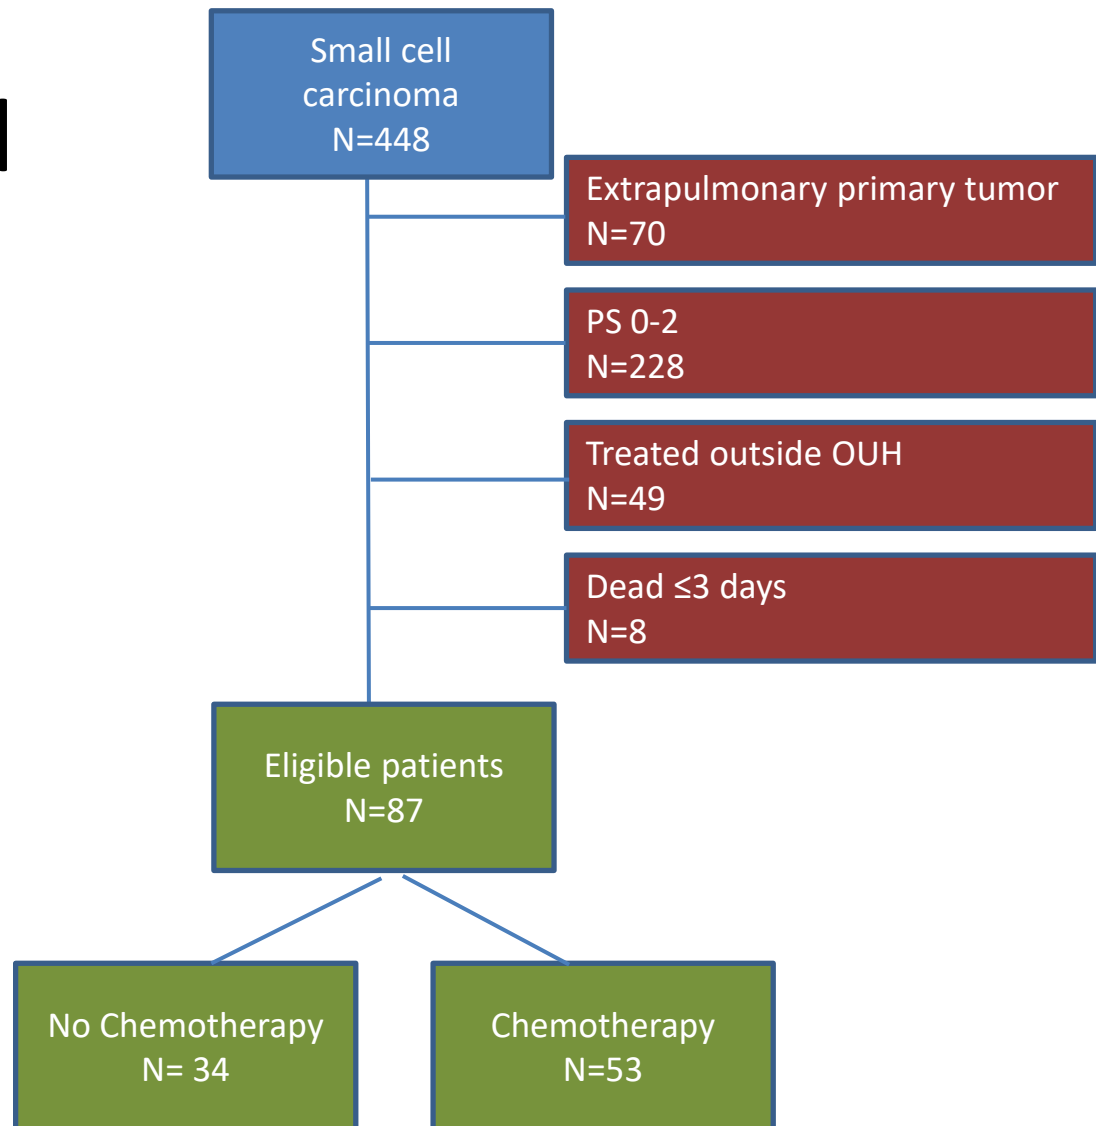 Small cell
carcinoma
N=448
Extrapulmonary primary tumor
N=70
PS 0-2
N=228
Treated outside OUH
N=49
Dead ≤3 days
N=8
Eligible patients
N=87
No Chemotherapy
N= 34
Chemotherapy
N=53